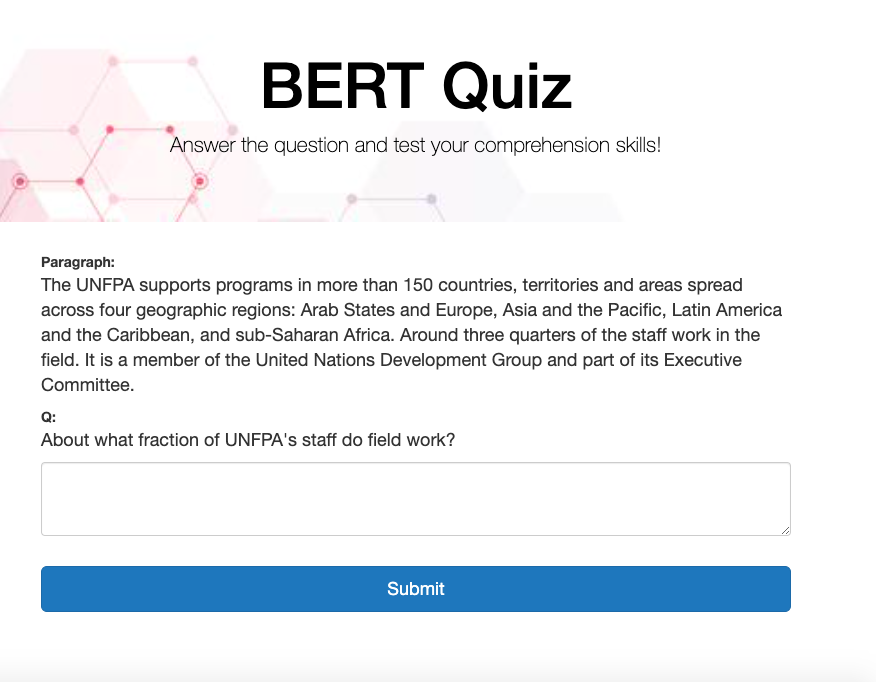 BERT Quiz
Answer the question and test your comprehension skills!
Paragraph:
The UNFPA supports programs in more than 150 countries, territories and areas spread
across four geographic regions: Arab States and Europe, Asia and the Pacific, Latin America
and the Caribbean, and sub-Saharan Africa. Around three quarters of the staff work in the
field. It is a member of the United Nations Development Group and part of its Executive
Committee.
Q:
About what fraction of UNFPA's staff do field work?
Submit